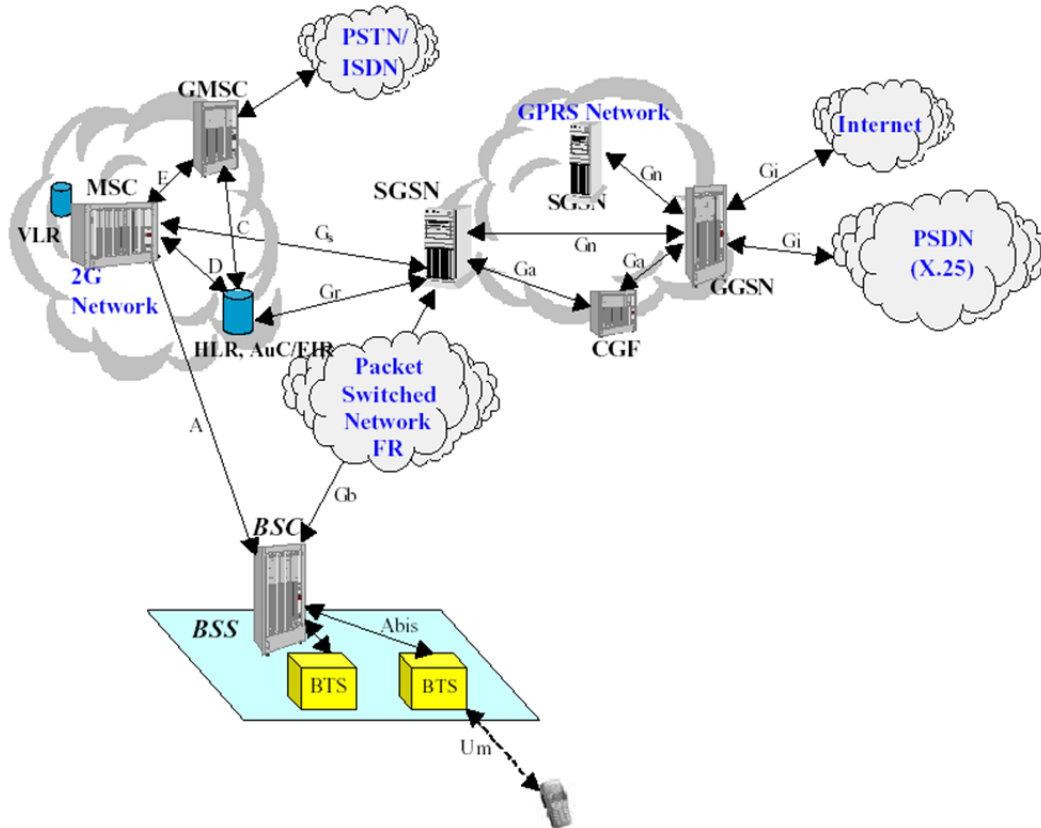 PSTN/
ISDN
GMSC
GPRS Network
Internet
E
MSC
SGSN
Gn
Gi
SGSN
VLR
C
Gs
Gn
Gi
PSDN
(X.25)
2G
Network
D
Ga
Ga
GGSN
Gr
HLR, AuC/EIR
CGF
Packet
Switched
Network
FR
A
Gb
BSC
BSS
Abis
BTS
BTS
Um